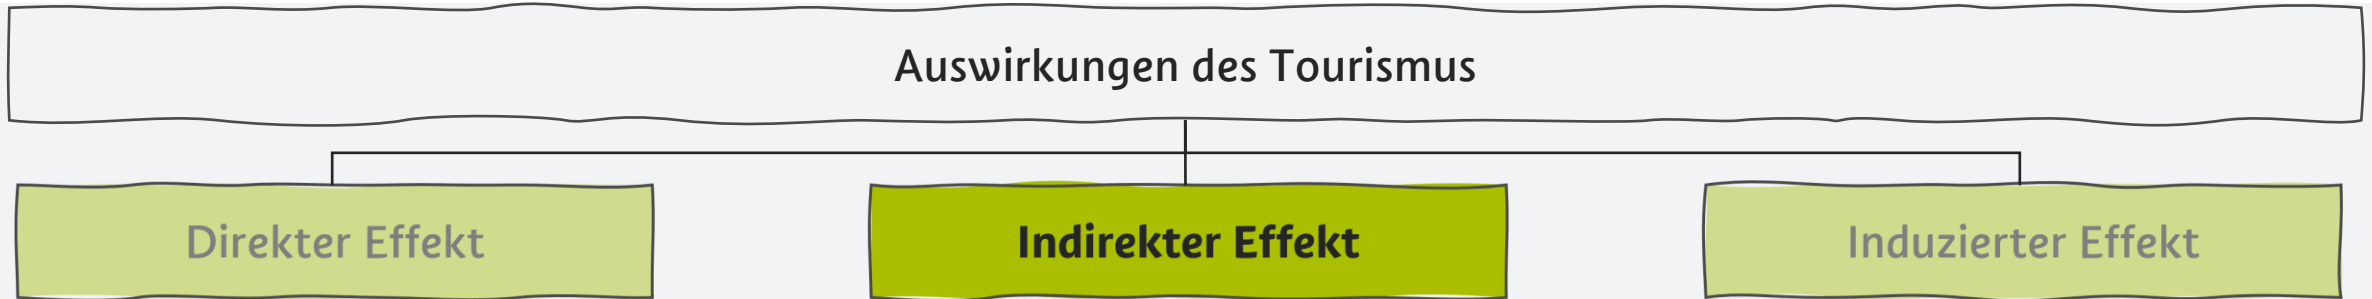 Auswirkungen des Tourismus
Direkter Effekt
Indirekter Effekt
Induzierter Effekt